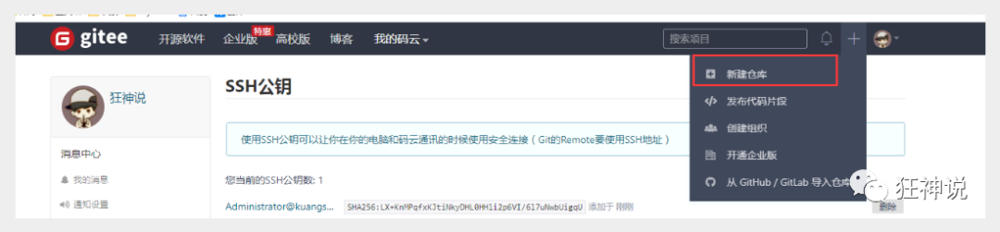 gitee 开源软件 企业版 特惠 高校版 博客 我的码云 搜索项目
狂神说
SSH公钥
新建仓库
发布代码片段
创建组织
使用SSH公钥可以让你在你的电脑和码云通讯的时候使用安全连接（Git的Remote要使用SSH地址）
消息中心
开通企业版
我的消息
您当前的SSH公钥数: 1
从 GitHub / GitLab 导入仓库
狂神说
通知设置
Administrator@kuangs... SHA256:LX+KnMPqfxKJtiNkyDHL0HHli2p6VI/6l7uNwbUigqU 添加于 刚刚
删除